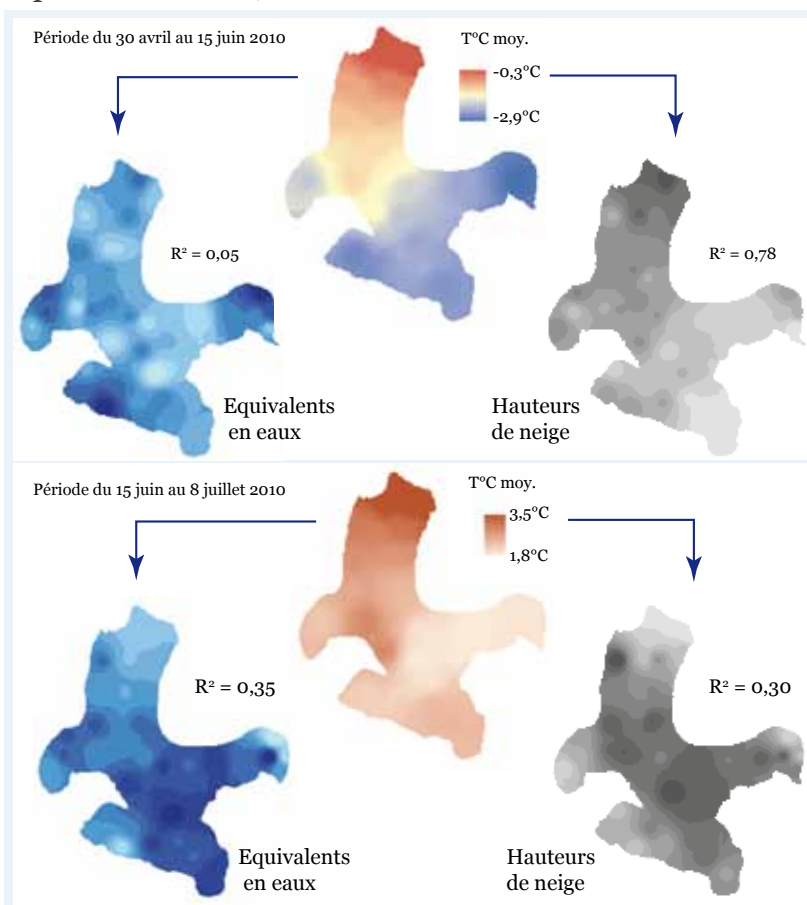 Période du 30 avril au 15 juin 2010
T°C moy.
-0,3°C
-2,9°C
R² = 0,05
R² = 0,78
Equivalents
en eaux
Hauteurs
de neige
Période du 15 juin au 8 juillet 2010
T°C moy.
3,5°C
1,8°C
R² = 0,35
R² = 0,30
Equivalents
en eaux
Hauteurs
de neige